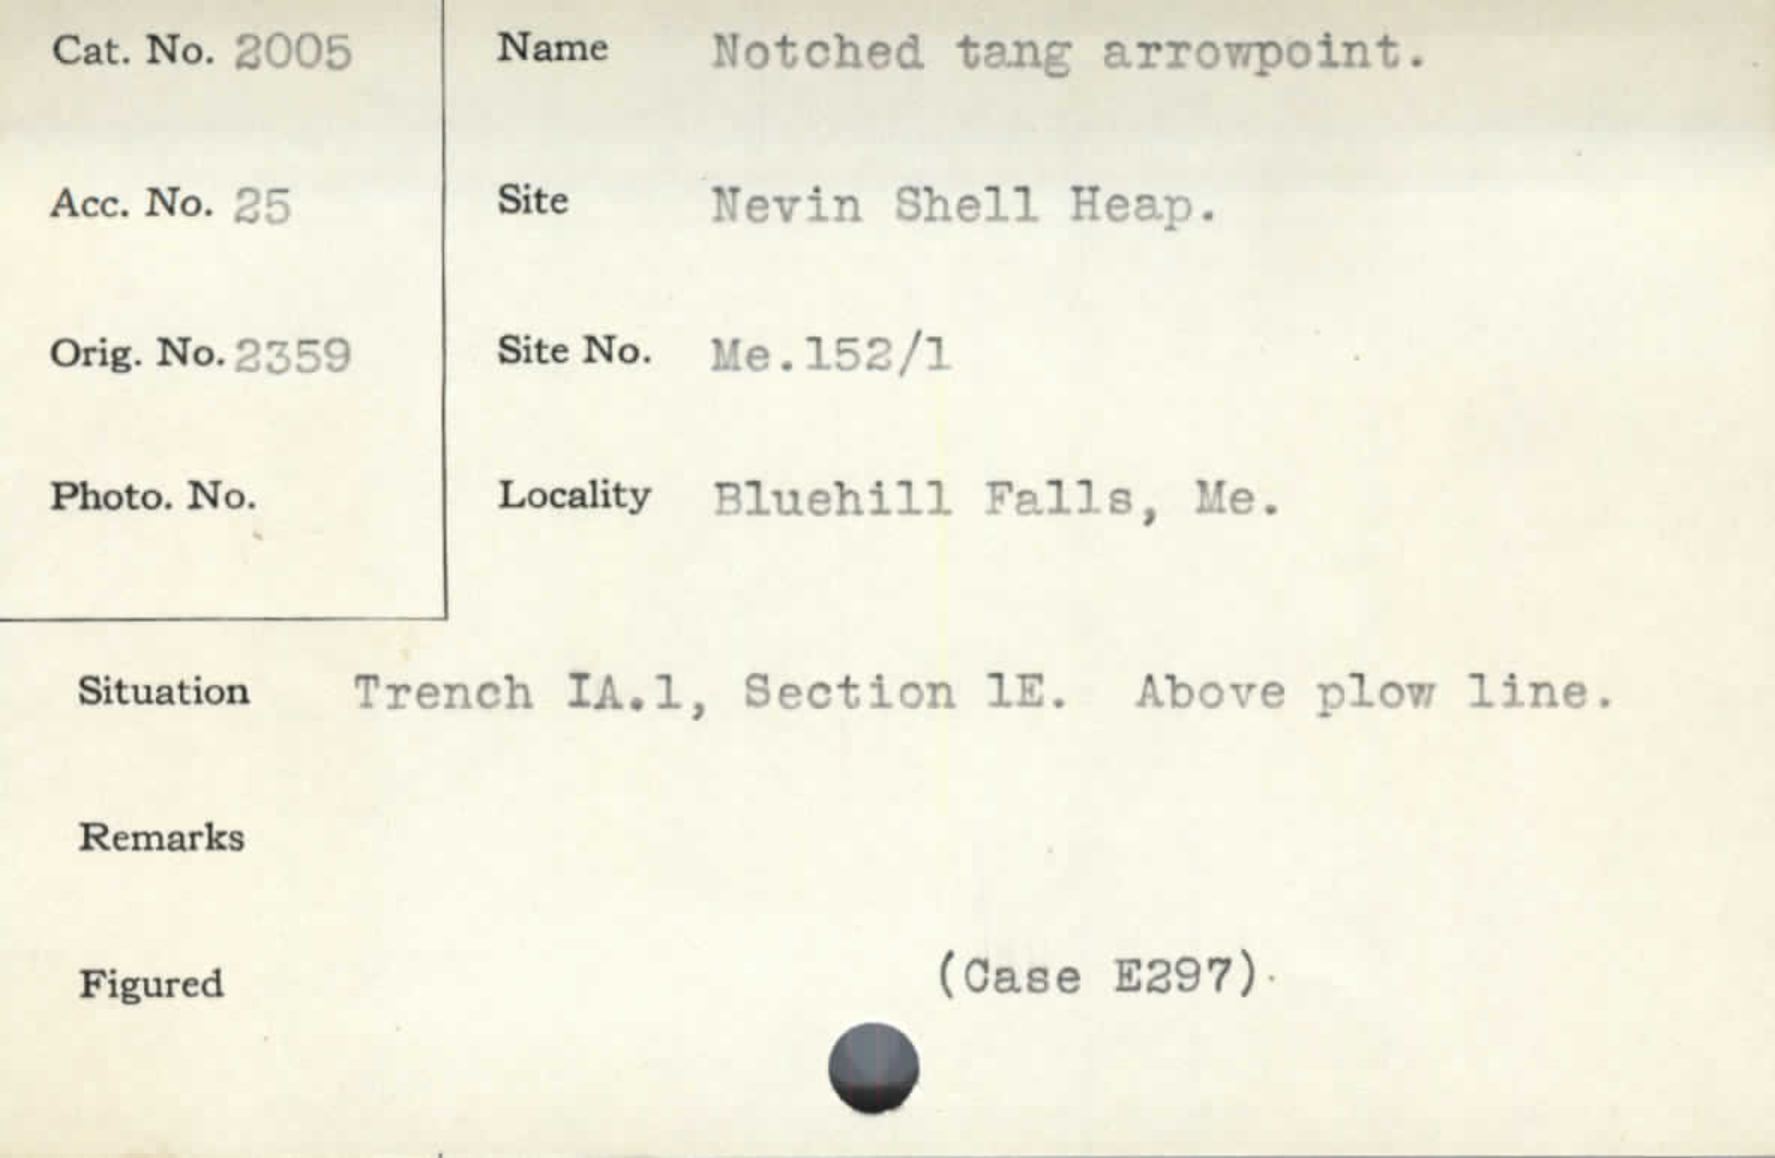 Cat. No. 2005
Name Notched tang arrowpoint.
Acc. No. 25
Site Nevin Shell Heap.
Orig. No. 2359
Site No. Me.152/1
Photo. No.
Locality Bluehill Falls, Me.
Situation Trench IA.1, Section 1E. Above plow line.
Remarks
Figured
(Case E297).